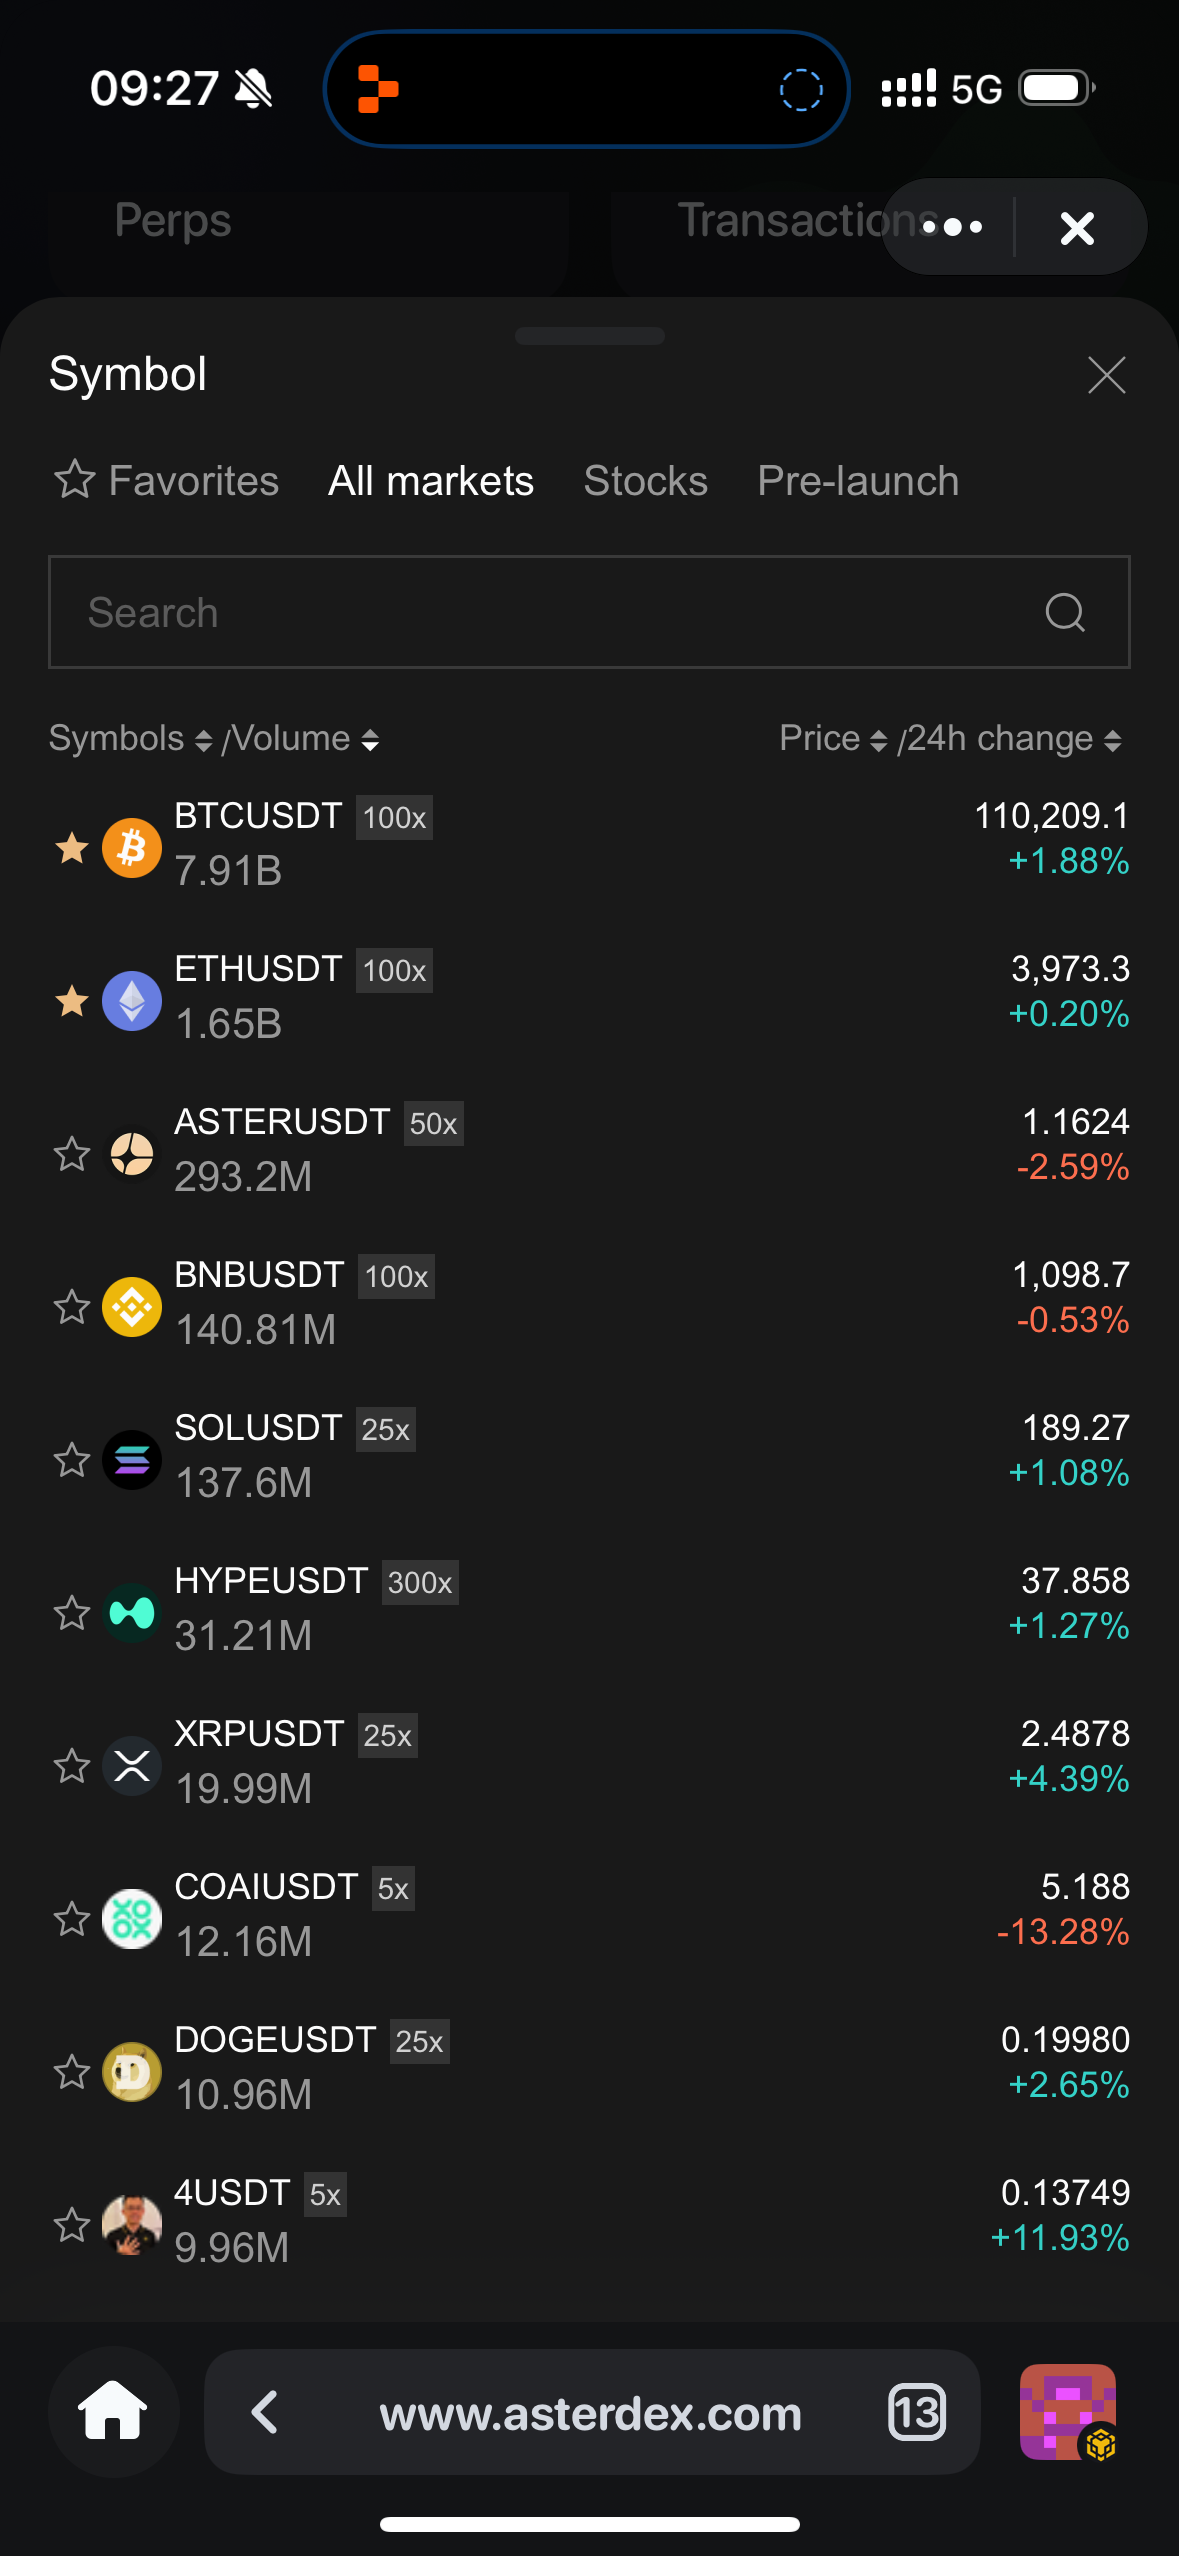 09:27 5G
Perps Transactions
Symbol
Favorites All markets Stocks Pre-launch
Search
Symbols /Volume Price /24h change
BTCUSDT 100x 110,209.1
7.91B +1.88%
ETHUSDT 100x 3,973.3
1.65B +0.20%
ASTERUSDT 50x 1.1624
293.2M -2.59%
BNBUSDT 100x 1,098.7
140.81M -0.53%
SOLUSDT 25x 189.27
137.6M +1.08%
HYPEUSDT 300x 37.858
31.21M +1.27%
XRPUSDT 25x 2.4878
19.99M +4.39%
COAIUSDT 5x 5.188
12.16M -13.28%
DOGEUSDT 25x 0.19980
10.96M +2.65%
4USDT 5x 0.13749
9.96M +11.93%
www.asterdex.com 13